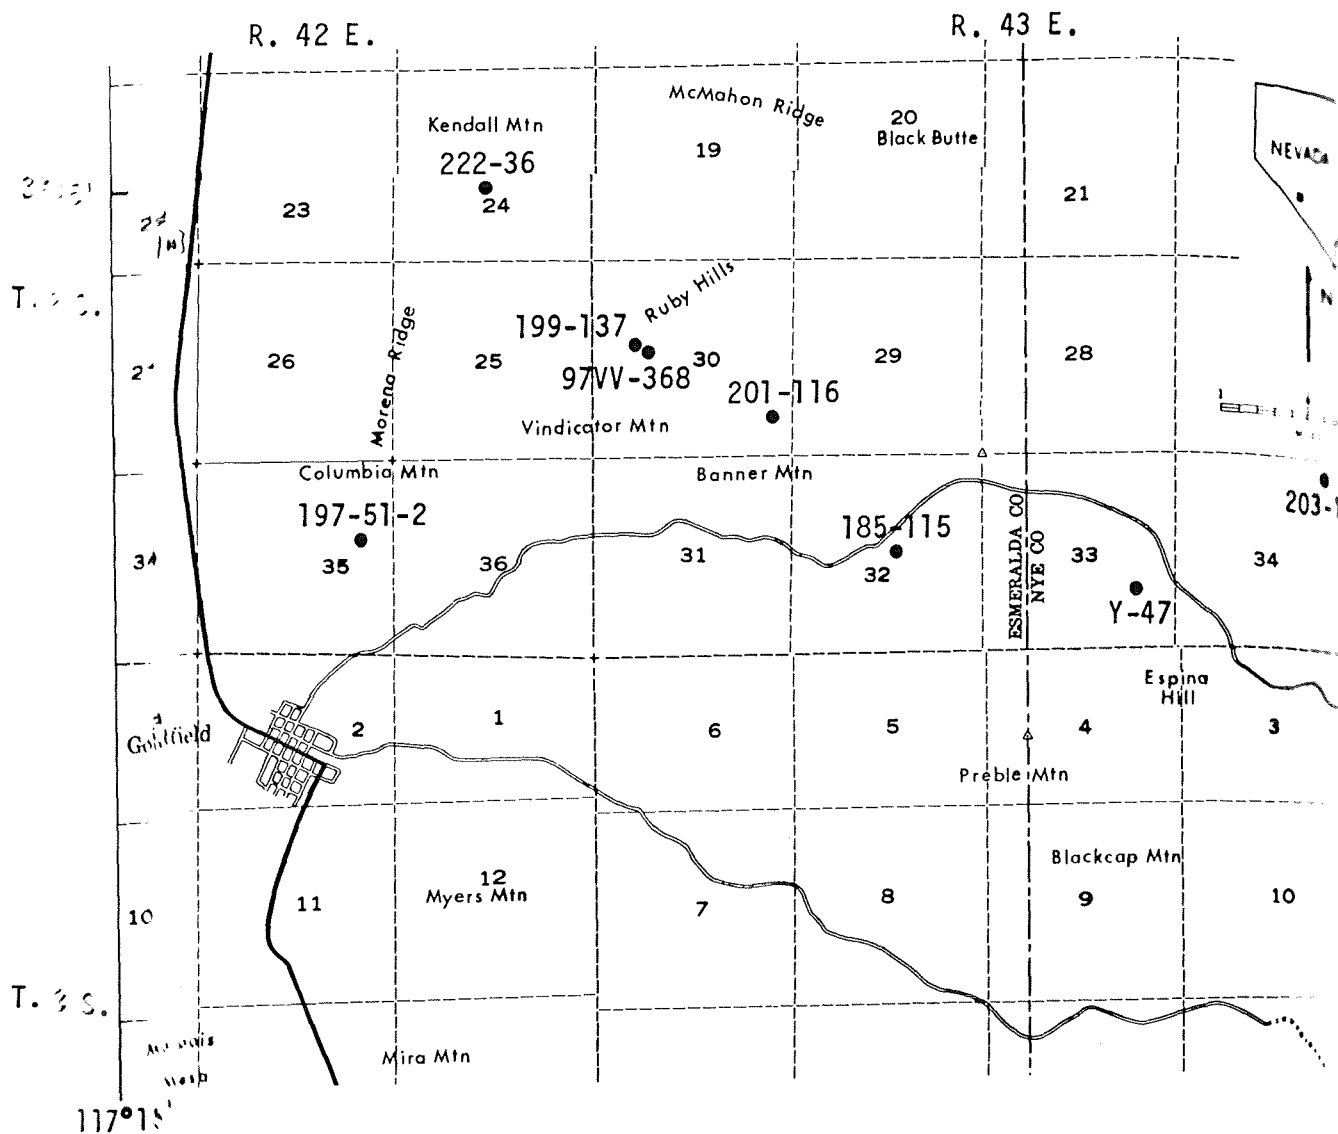 R. 42 E.
R. 43 E.
McMahon Ridge
20
Black Butte
Kendall Mtn
222-36
19
NEVADA
23
24
21
Ruby Hills
N
Morena Ridge
199-137
26
25
30
29
28
97VV-368
201-116
1
Vindicator Mtn
Columbia Mtn
Banner Mtn
197-51-2
185-115
203-
35
36
31
32
ESMERALDA CO
NYE CO
33
34
34
Y-47
Espina
Hill
Goldfield
2
1
6
5
4
3
Preble Mtn
Blackcap Mtn
12
Myers Mtn
10
11
7
8
9
10
T. 3 S.
Mira Mtn
117°15'